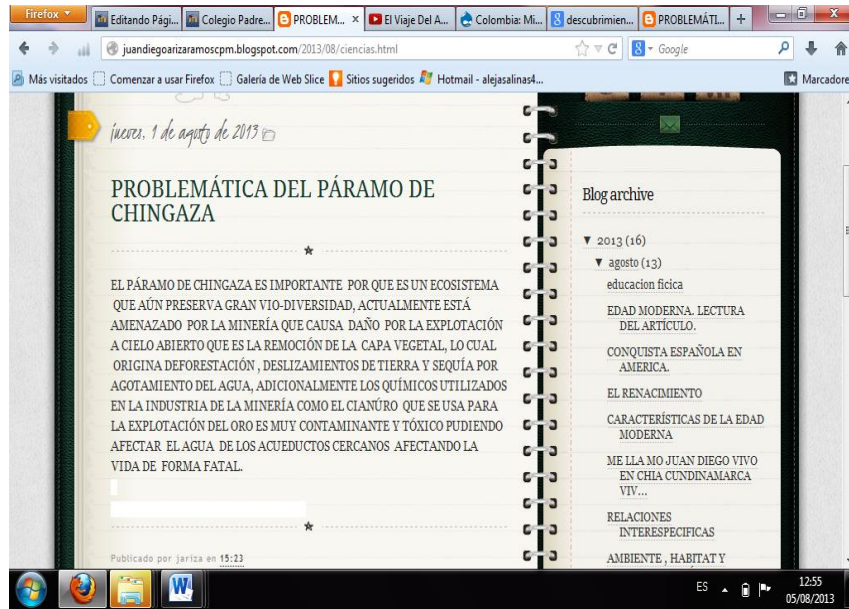 Firefox
Editando Pági...
Colegio Padre...
PROBLEM...
El Viaje Del A...
Colombia: Mi...
descubrimien...
PROBLEMÁTI...
juandiegoarizaramoscpm.blogspot.com/2013/08/ciencias.html
Google
Más visitados
Comenzar a usar Firefox
Galería de Web Slice
Sitios sugeridos
Hotmail - alejasalinas4...
Marcadore
jueves, 1 de agosto de 2013
PROBLEMÁTICA DEL PÁRAMO DE
CHINGAZA
EL PÁRAMO DE CHINGAZA ES IMPORTANTE POR QUE ES UN ECOSISTEMA
QUE AÚN PRESERVA GRAN VIO-DIVERSIDAD, ACTUALMENTE ESTÁ
AMENAZADO POR LA MINERÍA QUE CAUSA DAÑO POR LA EXPLOTACIÓN
A CIELO ABIERTO QUE ES LA REMOCIÓN DE LA CAPA VEGETAL, LO CUAL
ORIGINA DEFORESTACIÓN , DESLIZAMIENTOS DE TIERRA Y SEQUÍA POR
AGOTAMIENTO DEL AGUA, ADICIONALMENTE LOS QUÍMICOS UTILIZADOS
EN LA INDUSTRIA DE LA MINERÍA COMO EL CIANÚRO QUE SE USA PARA
LA EXPLOTACIÓN DEL ORO ES MUY CONTAMINANTE Y TÓXICO PUDIENDO
AFECTAR EL AGUA DE LOS ACUEDUCTOS CERCANOS AFECTANDO LA
VIDA DE FORMA FATAL.
Publicado por jariza en 15:23
Blog archive
▼ 2013 (16)
▼ agosto (13)
educacion ficica
EDAD MODERNA. LECTURA
DEL ARTÍCULO.
CONQUISTA ESPAÑOLA EN
AMERICA.
EL RENACIMIENTO
CARACTERÍSTICAS DE LA EDAD
MODERNA
ME LLA MO JUAN DIEGO VIVO
EN CHIA CUNDINAMARCA
VIV...
RELACIONES
INTERESPECIFICAS
AMBIENTE , HABITAT Y
ES
12:55
05/08/2013